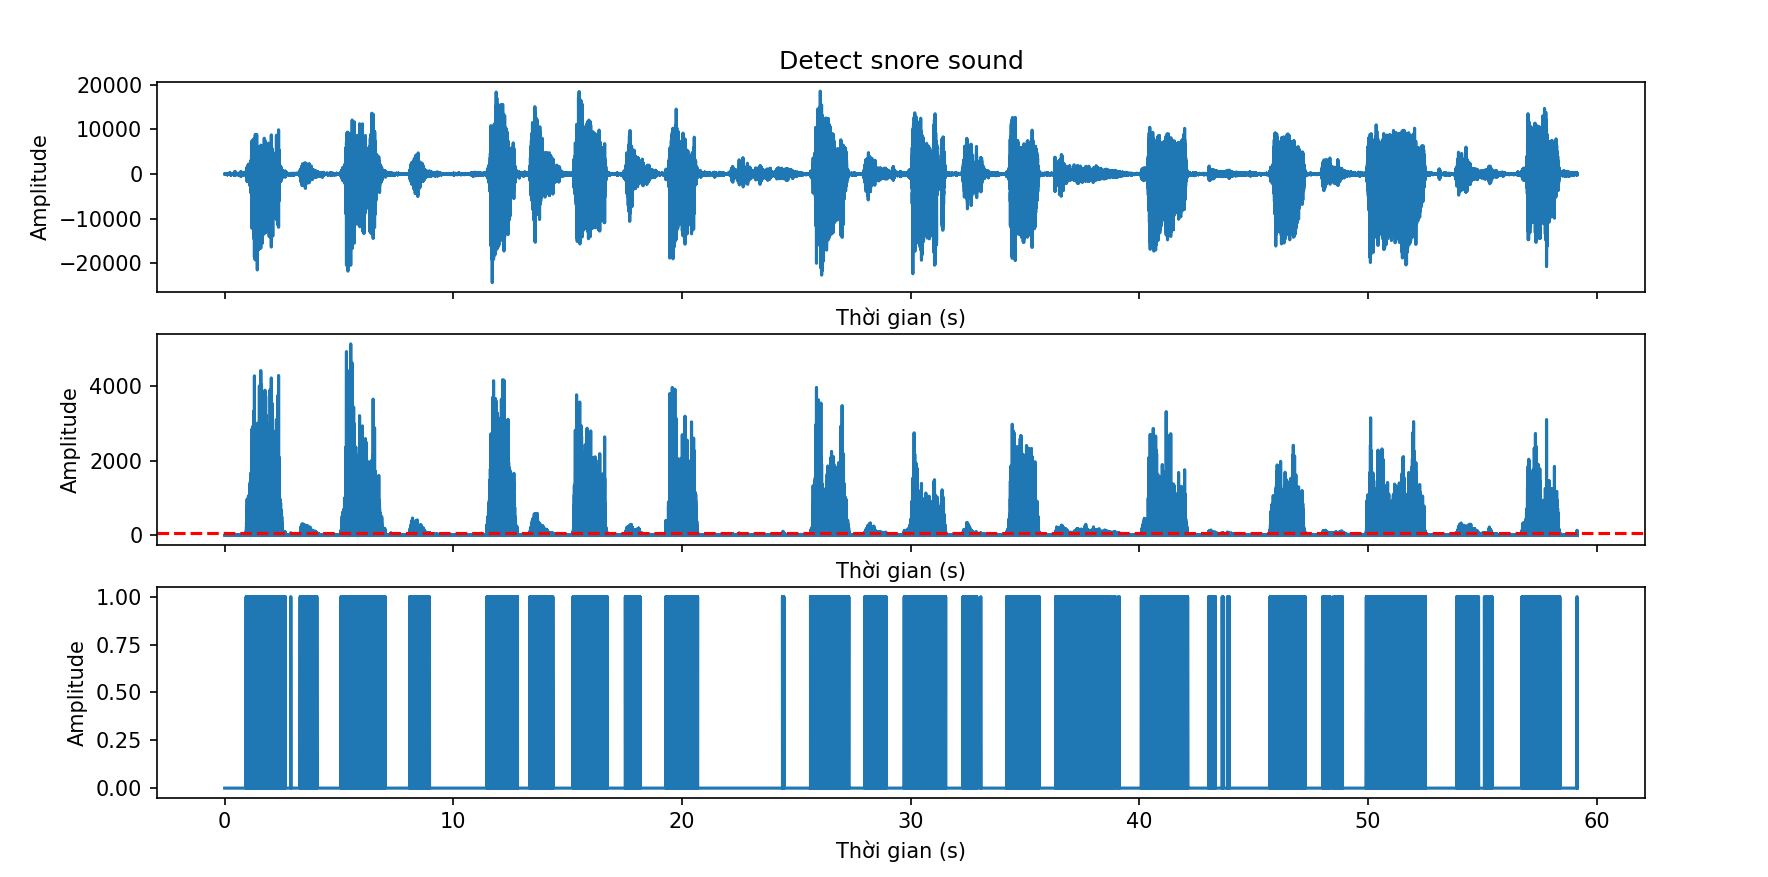 Detect snore sound
20000
10000
0
−10000
−20000
Amplitude
Thời gian (s)
4000
2000
0
Amplitude
Thời gian (s)
1.00
0.75
0.50
0.25
0.00
Amplitude
0 10 20 30 40 50 60
Thời gian (s)